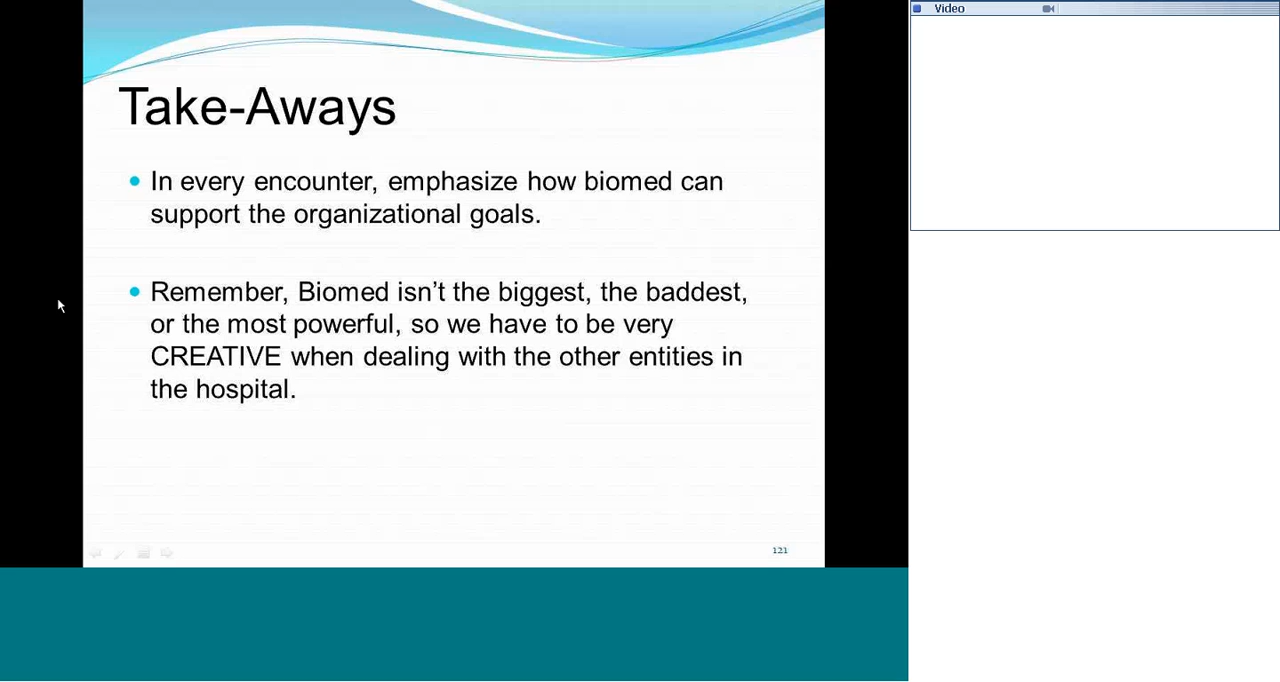 Video
Take-Aways
• In every encounter, emphasize how biomed can
support the organizational goals.
• Remember, Biomed isn’t the biggest, the baddest,
or the most powerful, so we have to be very
CREATIVE when dealing with the other entities in
the hospital.
121